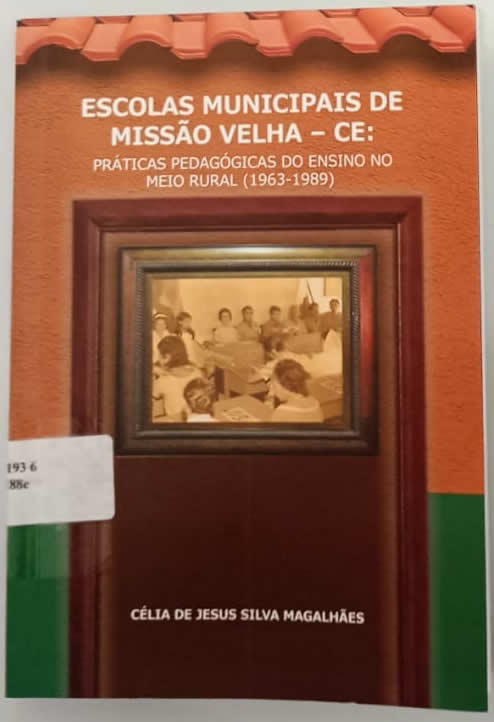 ESCOLAS MUNICIPAIS DE
MISSÃO VELHA – CE:
PRÁTICAS PEDAGÓGICAS DO ENSINO NO
MEIO RURAL (1963-1989)
193 6
88e
CÉLIA DE JESUS SILVA MAGALHÃES